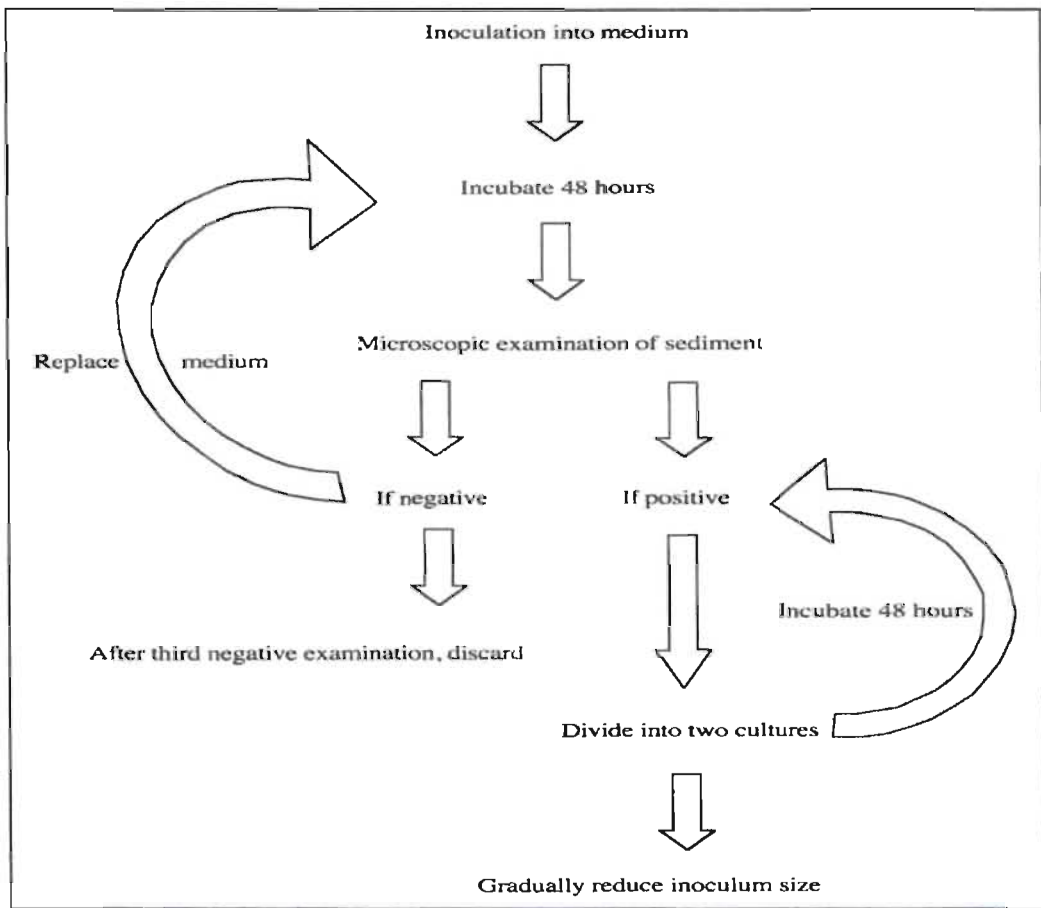 Inoculation into medium
Incubate 48 hours
Microscopic examination of sediment
Replace medium
If negative
If positive
Incubate 48 hours
After third negative examination, discard
Divide into two cultures
Gradually reduce inoculum size